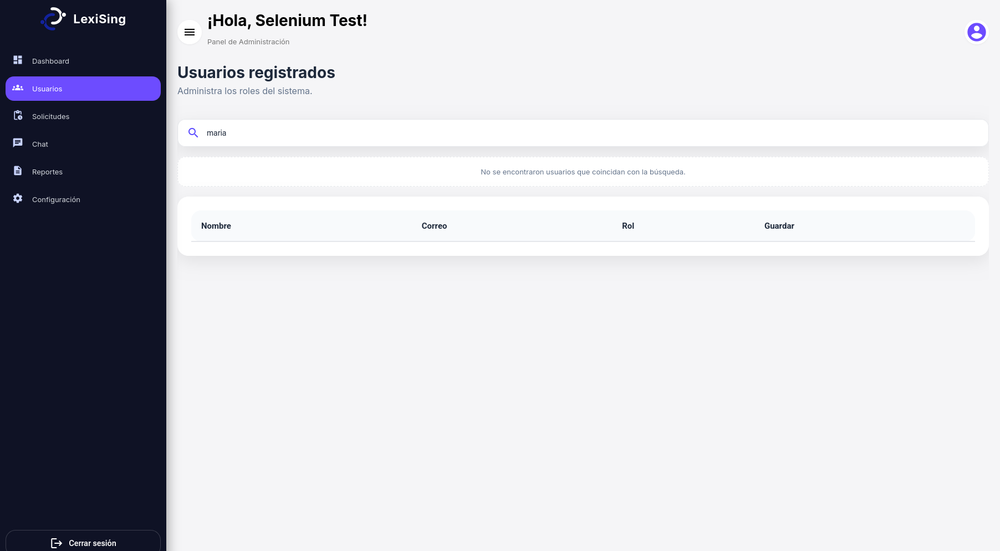 LexiSing
Dashboard
Usuarios
Solicitudes
Chat
Reportes
Configuración
Cerrar sesión
¡Hola, Selenium Test!
Panel de Administración
Usuarios registrados
Administra los roles del sistema.
maria
No se encontraron usuarios que coincidan con la búsqueda.
Nombre Correo Rol Guardar